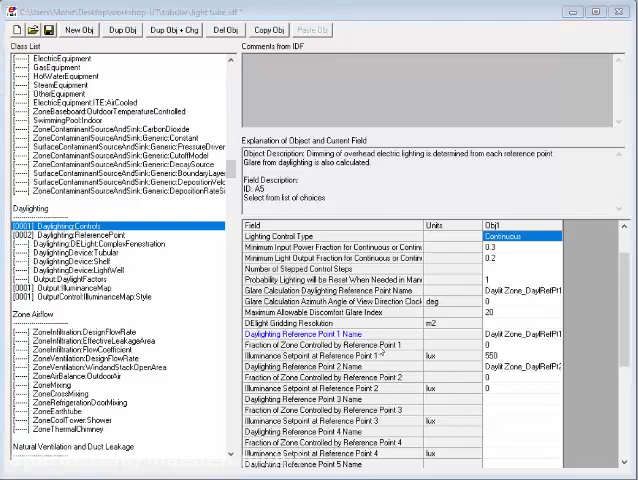 C:\Users\Mohe\Desktop\workshop-UT\tubular\light tube.idf *
New Obj
Dup Obj
Dup Obj + Chg
Del Obj
Copy Obj
Paste Obj
Class List
[------] ElectricEquipment
[------] GasEquipment
[------] HotWaterEquipment
[------] SteamEquipment
[------] OtherEquipment
[------] ElectricEquipment:ITE:AirCooled
[------] ZoneBaseboard:OutdoorTemperatureControlled
[------] SwimmingPool:Indoor
[------] ZoneContaminantSourceAndSink:CarbonDioxide
[------] ZoneContaminantSourceAndSink:Generic:Constant
[------] SurfaceContaminantSourceAndSink:Generic:PressureDriven
[------] ZoneContaminantSourceAndSink:Generic:CutoffModel
[------] ZoneContaminantSourceAndSink:Generic:DecaySource
[------] SurfaceContaminantSourceAndSink:Generic:BoundaryLayer
[------] ZoneContaminantSourceAndSink:Generic:DepositionVelo
[------] ZoneContaminantSourceAndSink:Generic:DepositionRateSink
Daylighting
[0001] Daylighting:Controls
[0002] Daylighting:ReferencePoint
[------] Daylighting:DELight:ComplexFenestration
[------] DaylightingDevice:Tubular
[------] DaylightingDevice:Shelf
[------] DaylightingDevice:LightWell
[------] Output:DaylightFactors
[0001] Output:IlluminanceMap
[0001] OutputControl:IlluminanceMap:Style
Zone Airflow
[------] ZoneInfiltration:DesignFlowRate
[------] ZoneInfiltration:EffectiveLeakageArea
[------] ZoneInfiltration:FlowCoefficient
[------] ZoneVentilation:DesignFlowRate
[------] ZoneVentilation:WindandStackOpenArea
[------] ZoneAirBalance:OutdoorAir
[------] ZoneMixing
[------] ZoneCrossMixing
[------] ZoneRefrigerationDoorMixing
[------] ZoneEarthtube
[------] ZoneCoolTower:Shower
[------] ZoneThermalChimney
Natural Ventilation and Duct Leakage
Comments from IDF
Explanation of Object and Current Field
Object Description: Dimming of overhead electric lighting is determined from each reference point.
Glare from daylighting is also calculated.
Field Description:
ID: A5
Select from list of choices
Field Units Obj1
Lighting Control Type Continuous
Minimum Input Power Fraction for Continuous or Contin 0.3
Minimum Light Output Fraction for Continuous or Contin 0.2
Number of Stepped Control Steps
Probability Lighting will be Reset When Needed in Man 1
Glare Calculation Daylighting Reference Point Name Daylit Zone_DaylRefPt1
Glare Calculation Azimuth Angle of View Direction Clock deg 0
Maximum Allowable Discomfort Glare Index 20
DElight Gridding Resolution m2
Daylighting Reference Point 1 Name Daylit Zone_DaylRefPt1
Fraction of Zone Controlled by Reference Point 1 0
Illuminance Setpoint at Reference Point 1 lux 550
Daylighting Reference Point 2 Name Daylit Zone_DaylRefPt2
Fraction of Zone Controlled by Reference Point 2 0
Illuminance Setpoint at Reference Point 2 lux 0
Daylighting Reference Point 3 Name
Fraction of Zone Controlled by Reference Point 3
Illuminance Setpoint at Reference Point 3 lux
Daylighting Reference Point 4 Name
Fraction of Zone Controlled by Reference Point 4
Illuminance Setpoint at Reference Point 4 lux
Daylighting Reference Point 5 Name